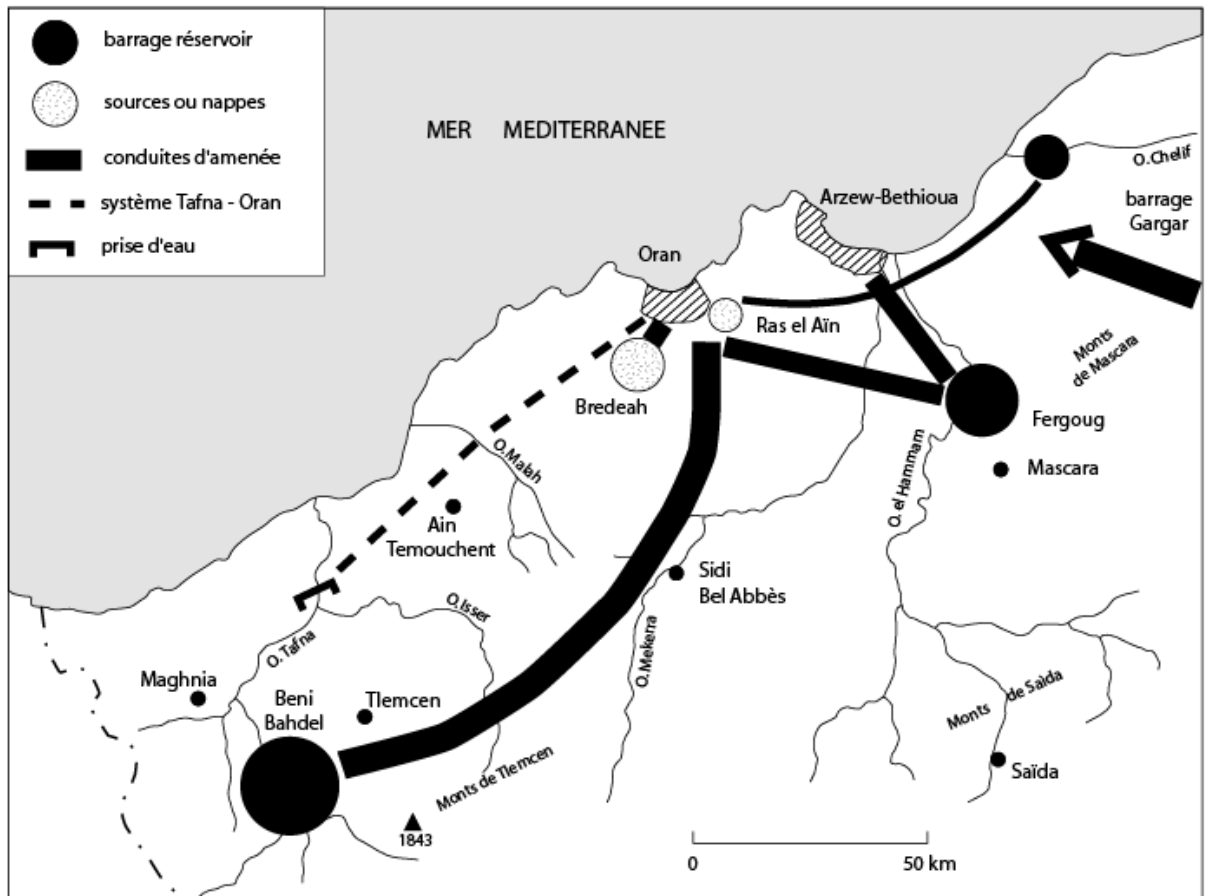 barrage réservoir
sources ou nappes
conduites d'amenée
système Tafna - Oran
prise d'eau
MER MEDITERRANEE
O. Chelif
Arzew-Bethioua
barrage
Gargar
Oran
Ras el Aïn
Monts
de Mascara
Bredeah
Fergoug
Mascara
O. Malah
O. el Hammam
Ain
Temouchent
Sidi
Bel Abbès
O. Isser
O. Tafna
O. Mekerra
Maghnia
Beni
Bahdel
Tlemcen
Monts de Saïda
Monts de Tlemcen
Saïda
1843
0 50 km